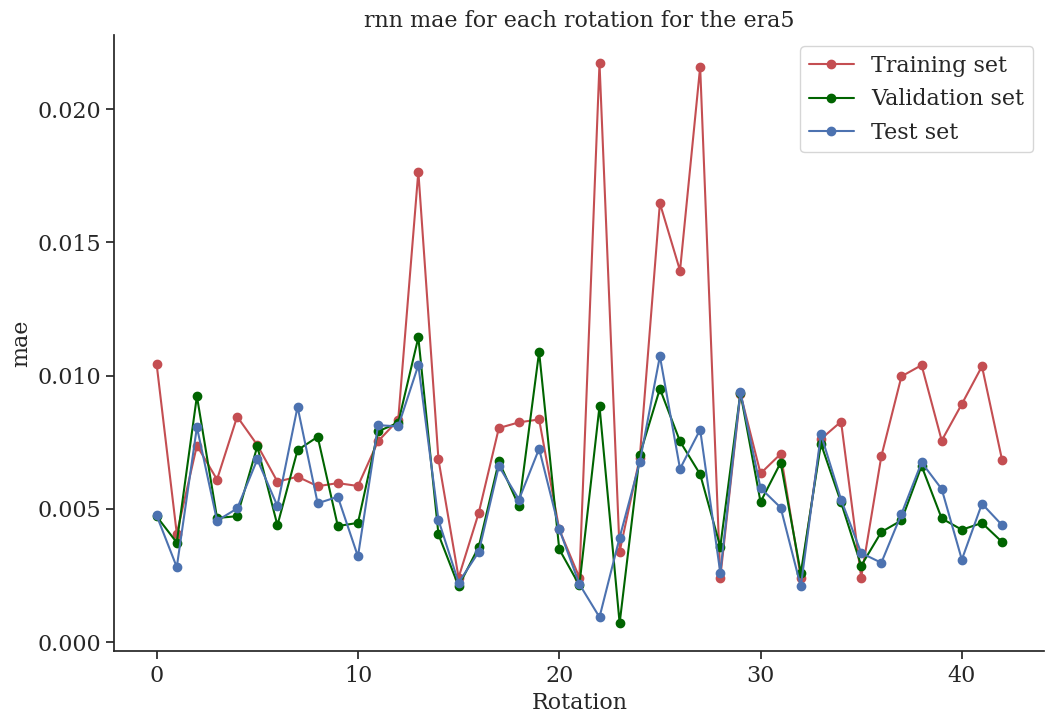 rnn mae for each rotation for the era5
Training set
Validation set
Test set
mae
0.020
0.015
0.010
0.005
0.000
0
10
20
30
40
Rotation